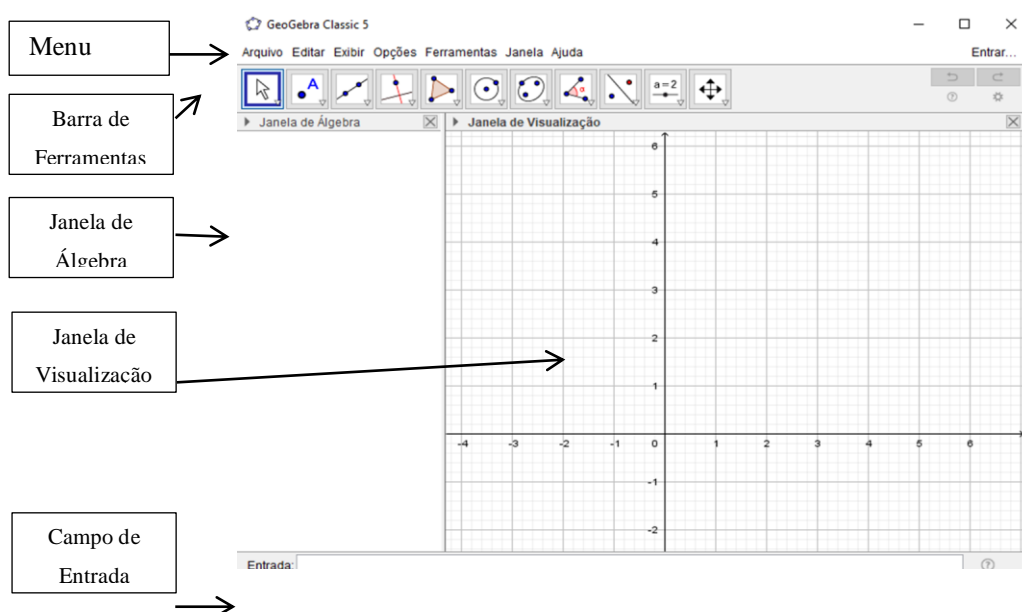 GeoGebra Classic 5
Menu
Arquivo Editar Exibir Opções Ferramentas Janela Ajuda
Entrar...
A
α
a=2
Barra de
Ferramentas
Janela de Álgebra
Janela de Visualização
Janela de
Álgebra
Janela de
Visualização
Campo de
Entrada
6
5
4
3
2
1
-4 -3 -2 -1 0 1 2 3 4 5 6
-1
-2
Entrada: